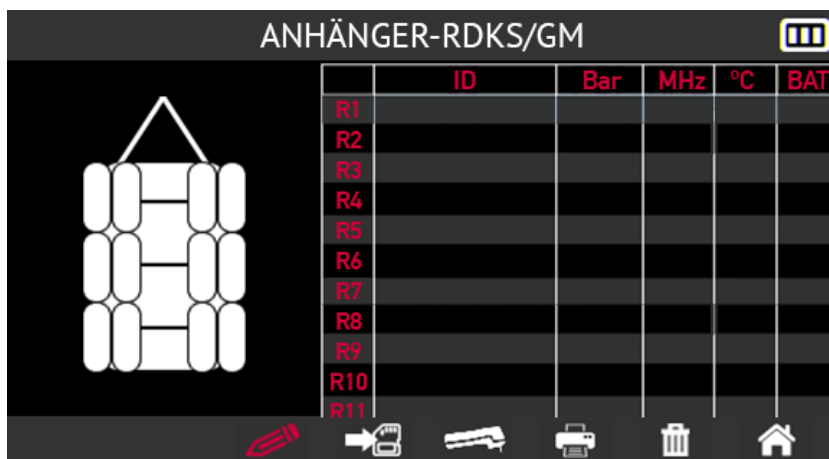 ANHÄNGER-RDKS/GM
ID Bar MHz °C BAT
R1
R2
R3
R4
R5
R6
R7
R8
R9
R10
R11